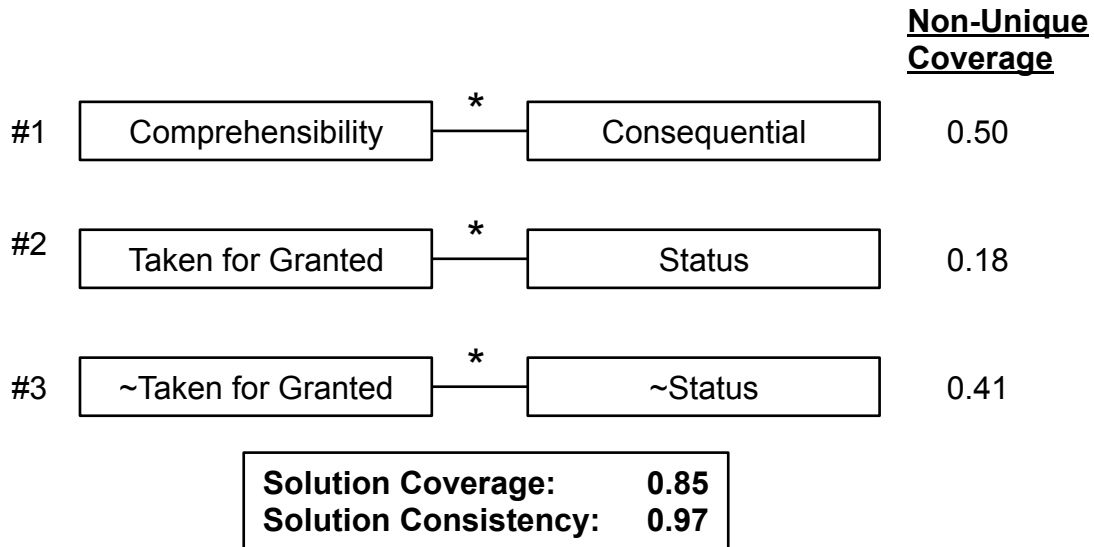 Non-Unique
Coverage
#1 Comprehensibility * Consequential 0.50
#2 Taken for Granted * Status 0.18
#3 ~Taken for Granted * ~Status 0.41
Solution Coverage: 0.85
Solution Consistency: 0.97